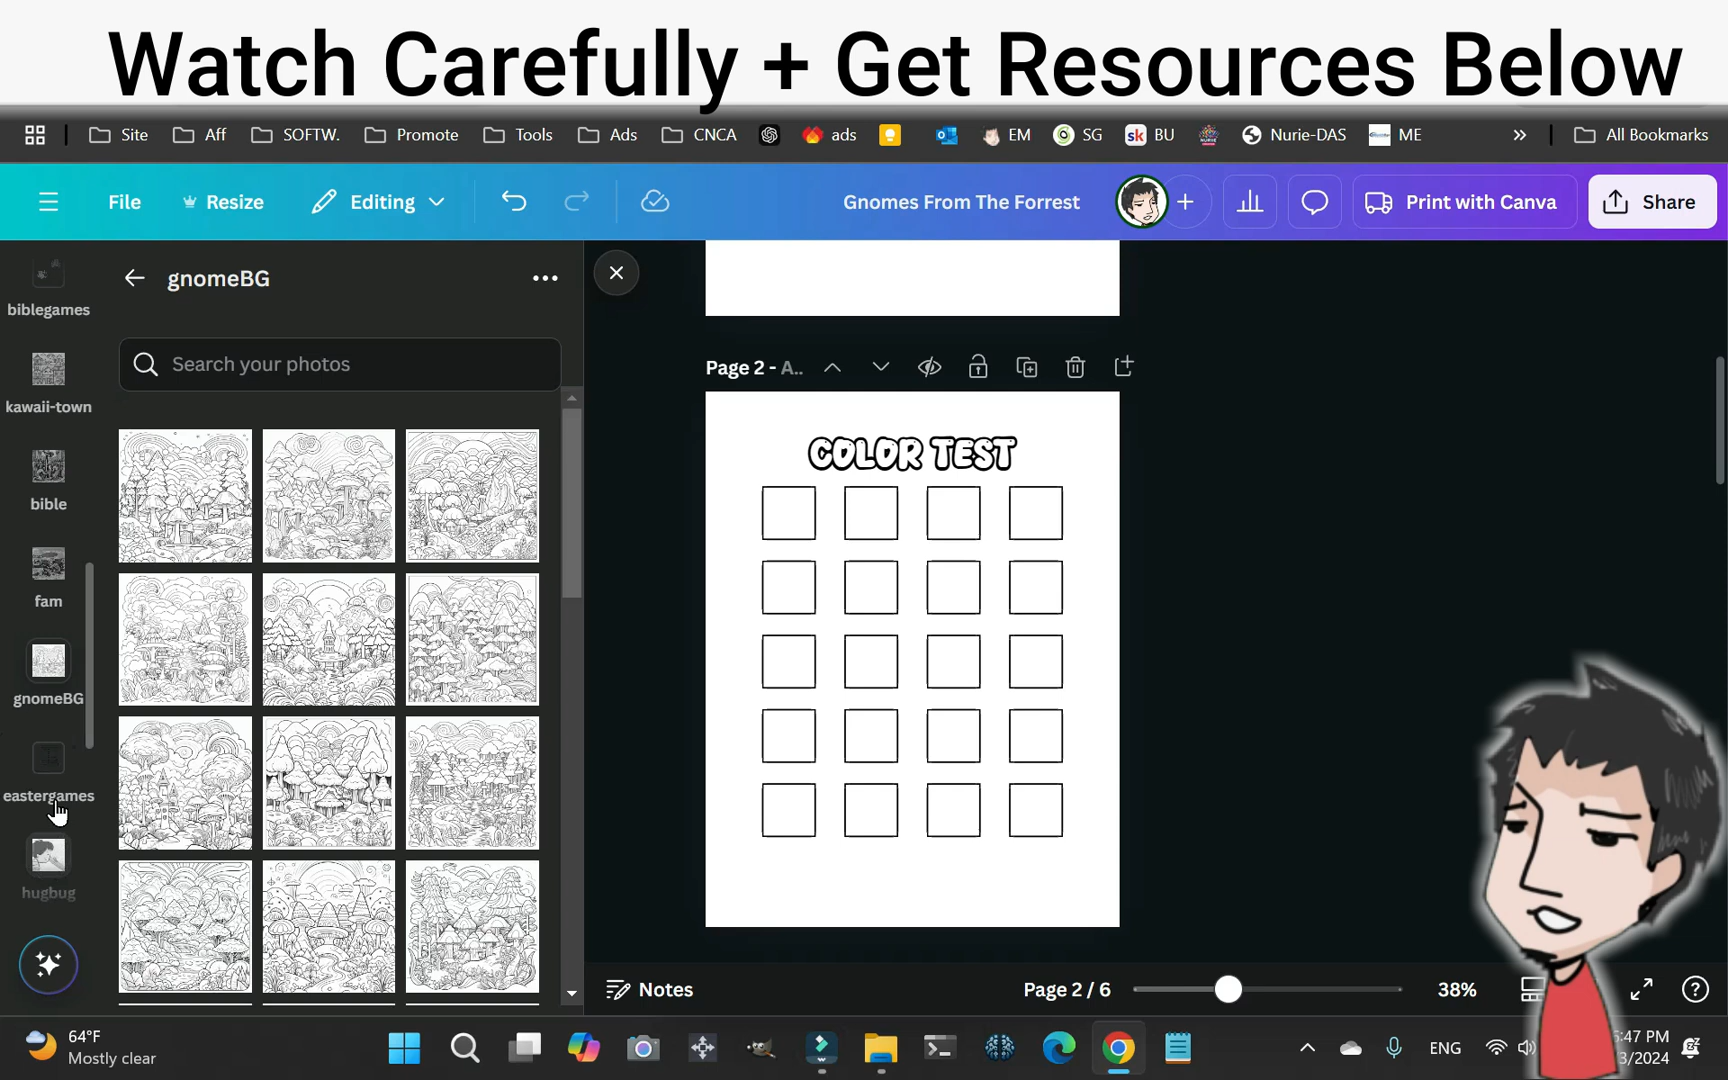 Watch Carefully + Get Resources Below
Site Aff SOFTW. Promote Tools Ads CNCA ads EM SG sk BU Nurie-DAS ME » All Bookmarks
File Resize Editing Gnomes From The Forrest + Print with Canva Share
biblegames
kawaii-town
bible
fam
gnomeBG
eastergames
hugbug
gnomeBG
Search your photos
Page 2 - A..
COLOR TEST
Notes Page 2 / 6 38%
64°F
Mostly clear
ENG
:47 PM
3/2024